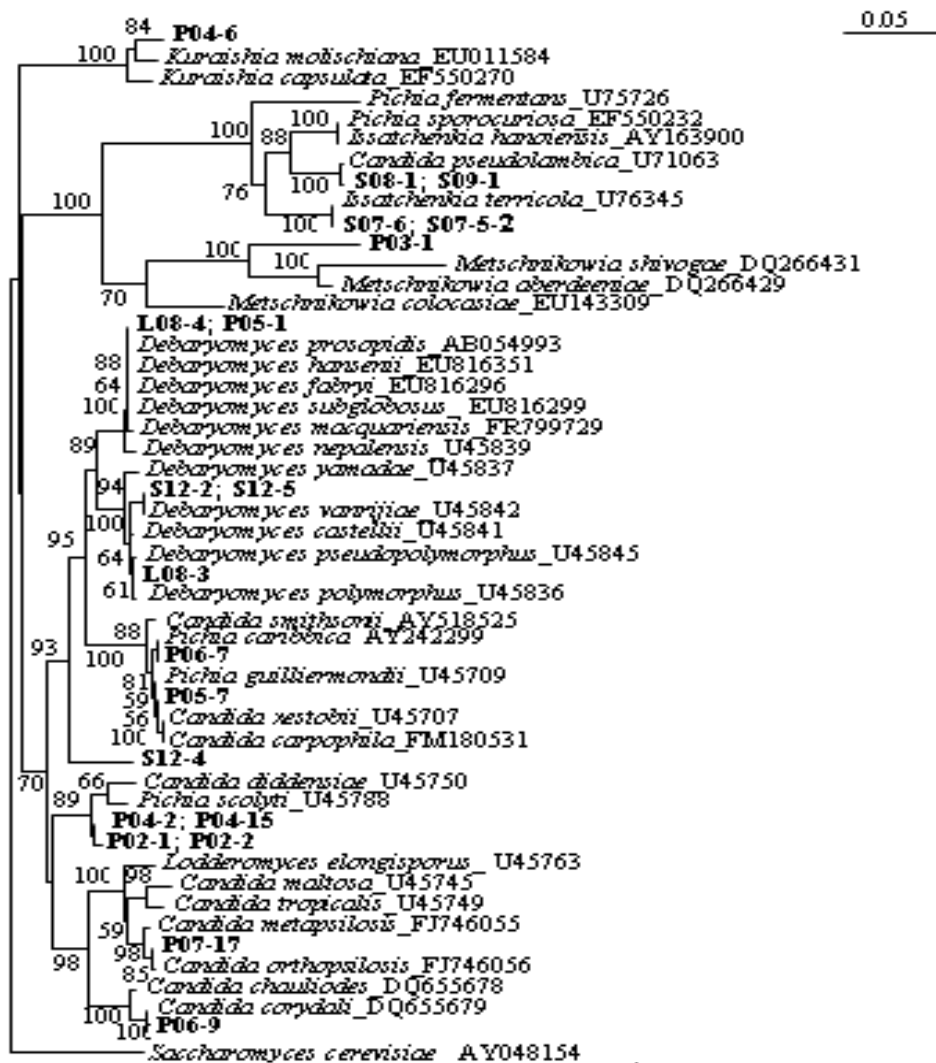 0.05
84 P04-6
100 Kuraishia molischiana_EU011584
Kuraishia capsulata_EF550270
Pichia fermentans_U75726
100 100 Pichia sporocuriosa_EF550232
88 Issatchenkia hanoiensis_AY163900
Candida pseudolambica_U71063
76 100 S08-1; S09-1
100 Issatchenkia terricola_U76345
100 S07-6; S07-5-2
100 P03-1
100 Metschnikowia shivogae_DQ266431
Metschnikowia aberdeeniae_DQ266429
70 Metschnikowia colocasiae_EU143309
L08-4; P05-1
Debaryomyces prosopidis_AB054993
88 Debaryomyces hansenii_EU816351
64 Debaryomyces fabryi_EU816296
100 Debaryomyces subglobosus_EU816299
Debaryomyces macquariensis_FR799729
89 Debaryomyces nepalensis_U45839
Debaryomyces yamadae_U45837
94 S12-2; S12-5
100 Debaryomyces vanrijiae_U45842
95 Debaryomyces castellii_U45841
64 Debaryomyces pseudopolymorphus_U45845
L08-3
61 Debaryomyces polymorphus_U45836
Candida smithsonii_AY518525
93 88 Pichia caribbica_AY242299
100 P06-7
81 Pichia guilliermondii_U45709
59 P05-7
56 Candida xestobii_U45707
100 Candida carpophila_FM180531
S12-4
70 66 Candida diddensiae_U45750
89 Pichia scolyti_U45788
P04-2; P04-15
P02-1; P02-2
Lodderomyces elongisporus_U45763
100 98 Candida maltosa_U45745
Candida tropicalis_U45749
59 Candida metapsilosis_FJ746055
98 98 P07-17
85 Candida orthopsilosis_FJ746056
Candida chauliodes_DQ655678
100 Candida corydali_DQ655679
100 P06-9
Saccharomyces cerevisiae AY048154